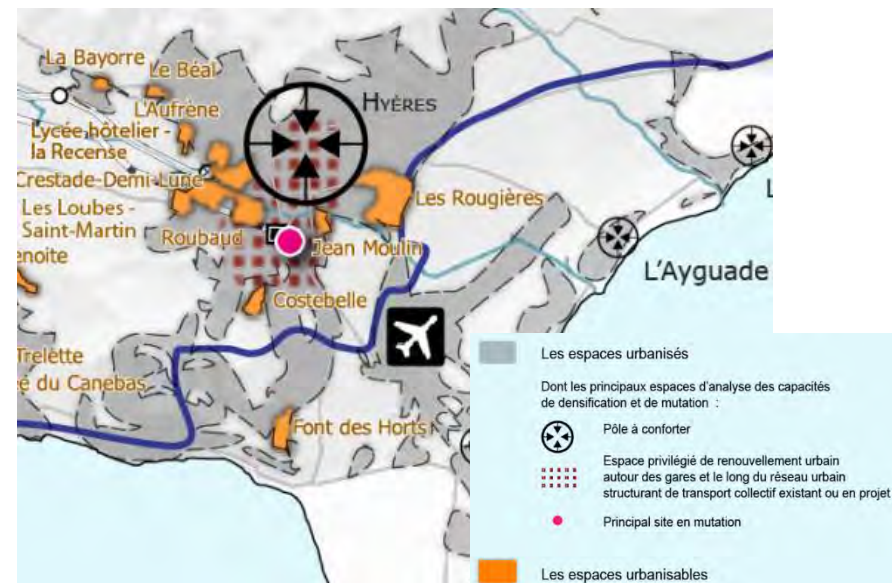 La Bayorre
Le Béal
HYÈRES
L'Aufrène
Lycée hôtelier -
la Recense
Crestade-Demi-Lune
Les Rougières
Les Loubes -
Saint-Martin
Roubaud
Jean Moulin
enoite
L'Ayguade
Costebelle
Trelette
é du Canebas
Font des Horts
Les espaces urbanisés
Dont les principaux espaces d'analyse des capacités
de densification et de mutation :
Pôle à conforter
Espace privilégié de renouvellement urbain
autour des gares et le long du réseau urbain
structurant de transport collectif existant ou en projet
Principal site en mutation
Les espaces urbanisables